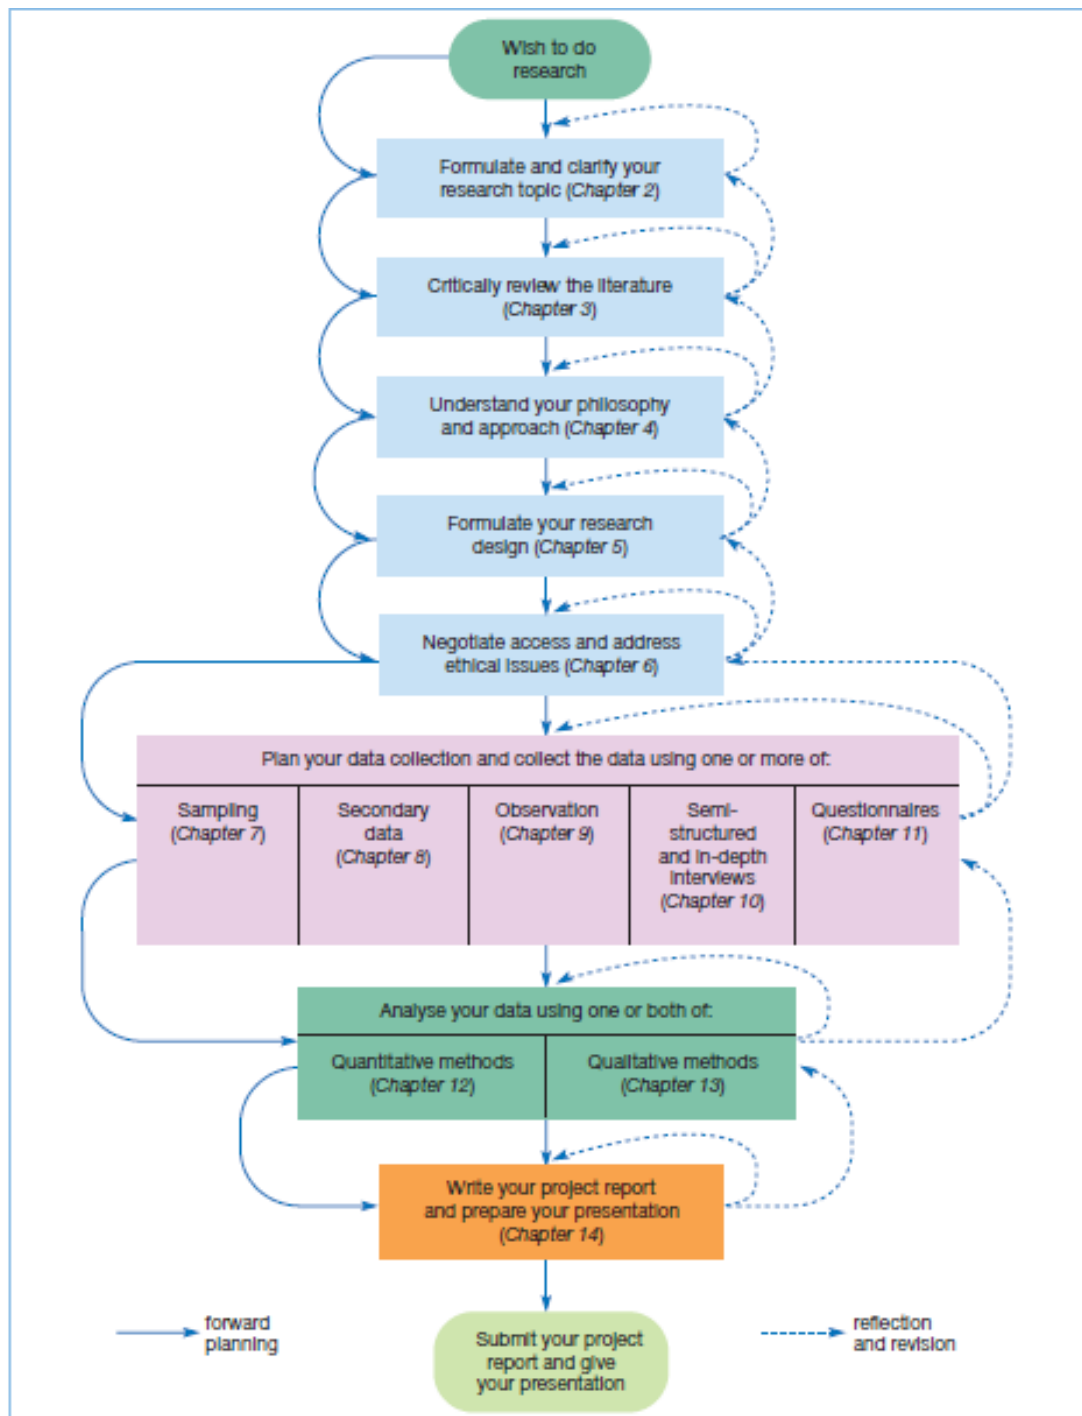 Wish to do
research
Formulate and clarify your
research topic (Chapter 2)
Critically review the literature
(Chapter 3)
Understand your philosophy
and approach (Chapter 4)
Formulate your research
design (Chapter 5)
Negotiate access and address
ethical issues (Chapter 6)
Plan your data collection and collect the data using one or more of:
Sampling
(Chapter 7)
Secondary
data
(Chapter 8)
Observation
(Chapter 9)
Semi-
structured
and in-depth
interviews
(Chapter 10)
Questionnaires
(Chapter 11)
Analyse your data using one or both of:
Quantitative methods
(Chapter 12)
Qualitative methods
(Chapter 13)
Write your project report
and prepare your presentation
(Chapter 14)
forward
planning
Submit your project
report and give
your presentation
reflection
and revision